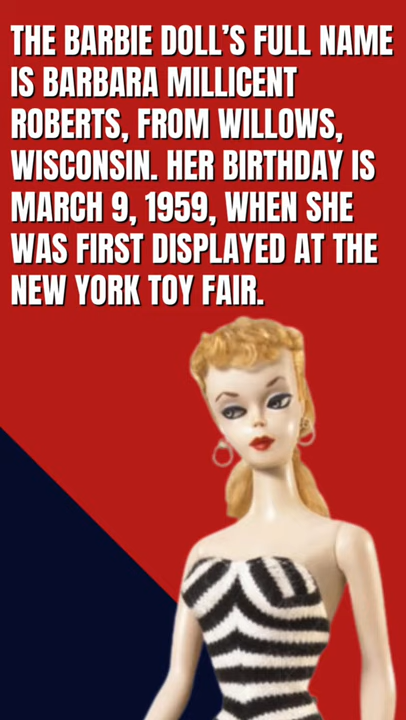 THE BARBIE DOLL’S FULL NAME
IS BARBARA MILLICENT
ROBERTS, FROM WILLOWS,
WISCONSIN. HER BIRTHDAY IS
MARCH 9, 1959, WHEN SHE
WAS FIRST DISPLAYED AT THE
NEW YORK TOY FAIR.